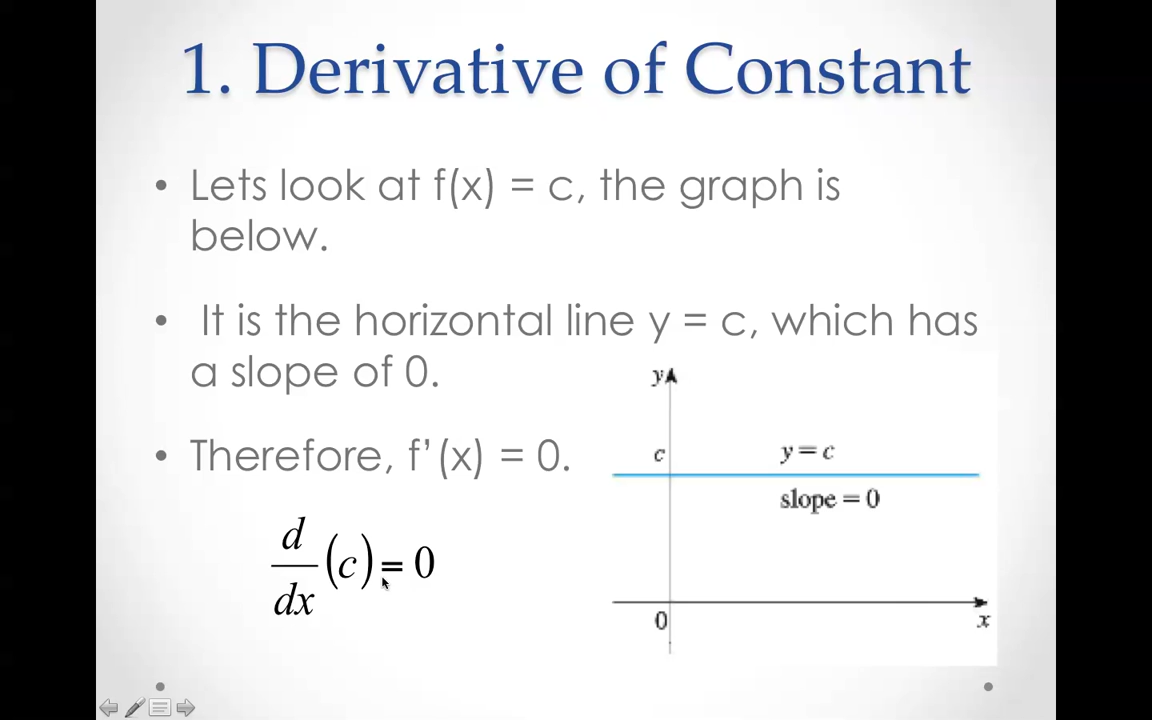 1. Derivative of Constant
• Lets look at f(x) = c, the graph is
below.
• It is the horizontal line y = c, which has
a slope of 0.
• Therefore, f’(x) = 0.
d/dx (c) = 0
y
c
y = c
slope = 0
0
x